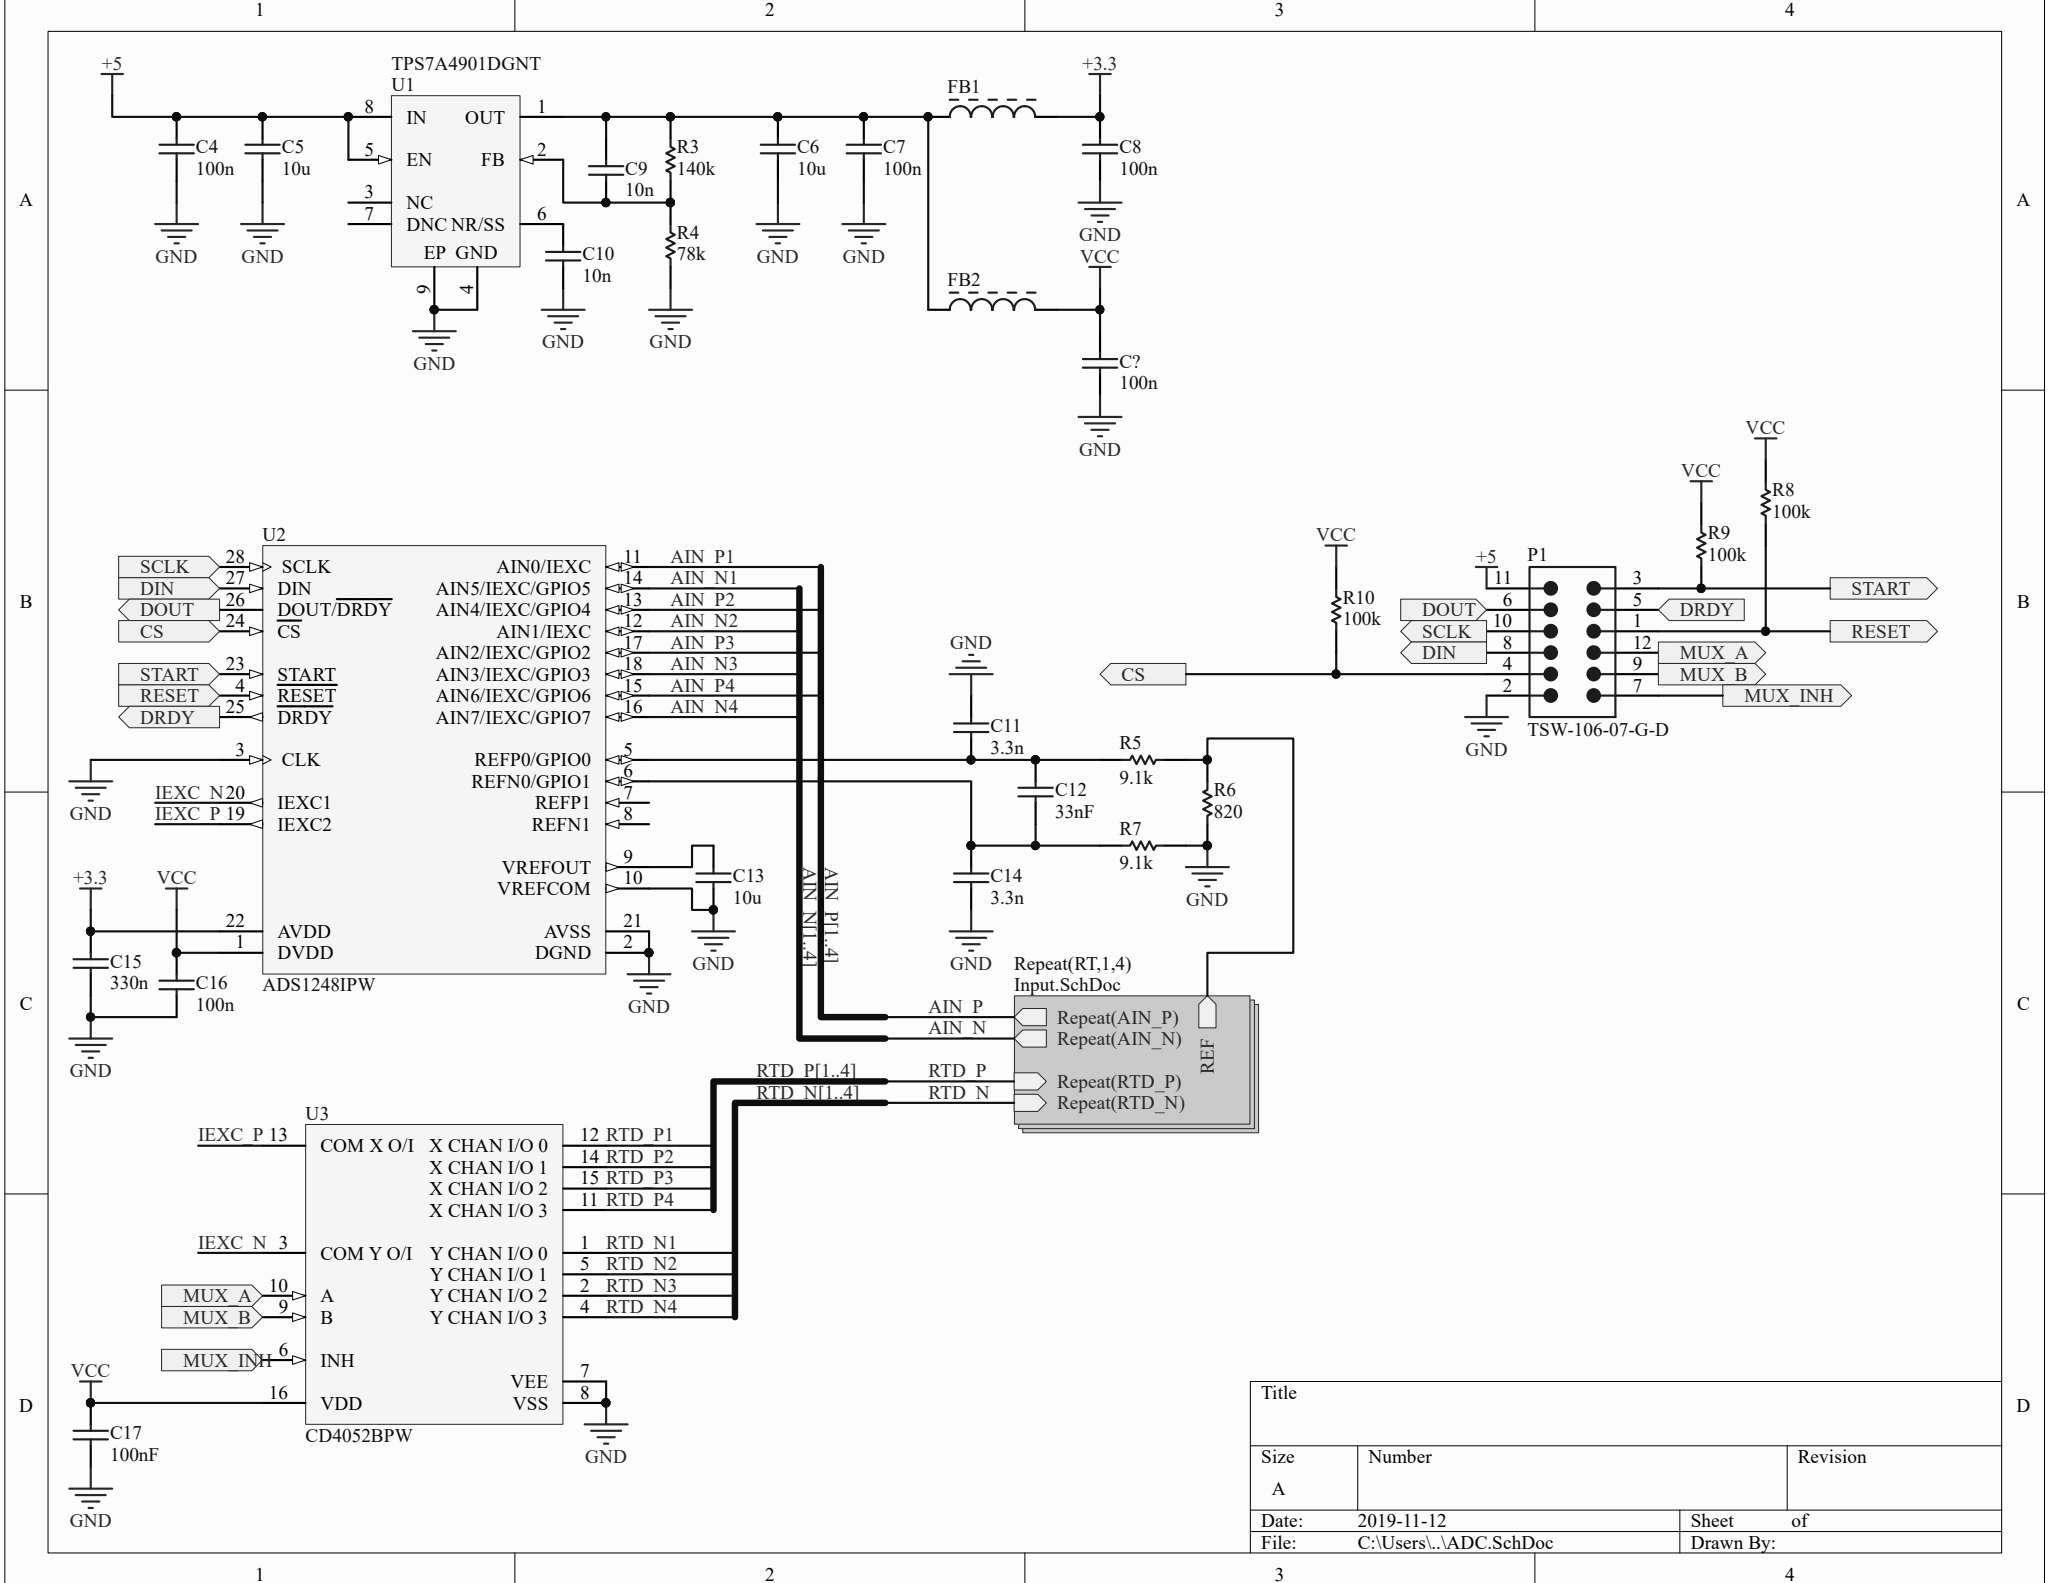 1 2 3 4
A A
B B
C C
D D
1 2 3 4
+5
TPS7A4901DGNT
U1
8 IN OUT 1
5 EN FB 2
3 NC
7 DNC NR/SS 6
EP GND
9 4
GND
C4
100n
GND
C5
10u
GND
C9
10n
R3
140k
R4
78k
GND
C10
10n
GND
C6
10u
GND
C7
100n
GND
FB1
+3.3
C8
100n
GND
FB2
VCC
C?
100n
GND
U2
SCLK 28 SCLK
DIN 27 DIN
DOUT 26 DOUT/DRDY
CS 24 CS
START 23 START
RESET 4 RESET
DRDY 25 DRDY
3 CLK
GND
IEXC_N 20 IEXC1
IEXC_P 19 IEXC2
+3.3
VCC
22 AVDD
1 DVDD
C15
330n
C16
100n
GND
ADS1248IPW
AIN0/IEXC 11 AIN_P1
AIN5/IEXC/GPIO5 14 AIN_N1
AIN4/IEXC/GPIO4 13 AIN_P2
AIN1/IEXC 12 AIN_N2
AIN2/IEXC/GPIO2 17 AIN_P3
AIN3/IEXC/GPIO3 18 AIN_N3
AIN6/IEXC/GPIO6 15 AIN_P4
AIN7/IEXC/GPIO7 16 AIN_N4
REFP0/GPIO0 5
REFN0/GPIO1 6
REFP1 7
REFN1 8
VREFOUT 9
VREFCOM 10
AVSS 21
DGND 2
GND
C13
10u
GND
AIN_N[1..4]
AIN_P[1..4]
GND
C11
3.3n
C12
33nF
C14
3.3n
GND
R5
9.1k
R6
820
R7
9.1k
GND
Repeat(RT,1,4)
Input.SchDoc
AIN_P Repeat(AIN_P)
AIN_N Repeat(AIN_N)
RTD_P[1..4] RTD_P Repeat(RTD_P)
RTD_N[1..4] RTD_N Repeat(RTD_N)
REF
VCC
R8
100k
VCC
R9
100k
VCC
R10
100k
P1
+5
11 3 START
DOUT 6 5 DRDY
SCLK 10 1 RESET
DIN 8 12 MUX_A
CS 4 9 MUX_B
2 7 MUX_INH
GND
TSW-106-07-G-D
U3
IEXC_P 13 COM X O/I
IEXC_N 3 COM Y O/I
MUX_A 10 A
MUX_B 9 B
MUX_INH 6 INH
VCC
16 VDD
C17
100nF
GND
X CHAN I/O 0 12 RTD_P1
X CHAN I/O 1 14 RTD_P2
X CHAN I/O 2 15 RTD_P3
X CHAN I/O 3 11 RTD_P4
Y CHAN I/O 0 1 RTD_N1
Y CHAN I/O 1 5 RTD_N2
Y CHAN I/O 2 2 RTD_N3
Y CHAN I/O 3 4 RTD_N4
VEE 7
VSS 8
GND
CD4052BPW
Title
Size Number Revision
A
Date: 2019-11-12 Sheet of
File: C:\Users\..\ADC.SchDoc Drawn By: